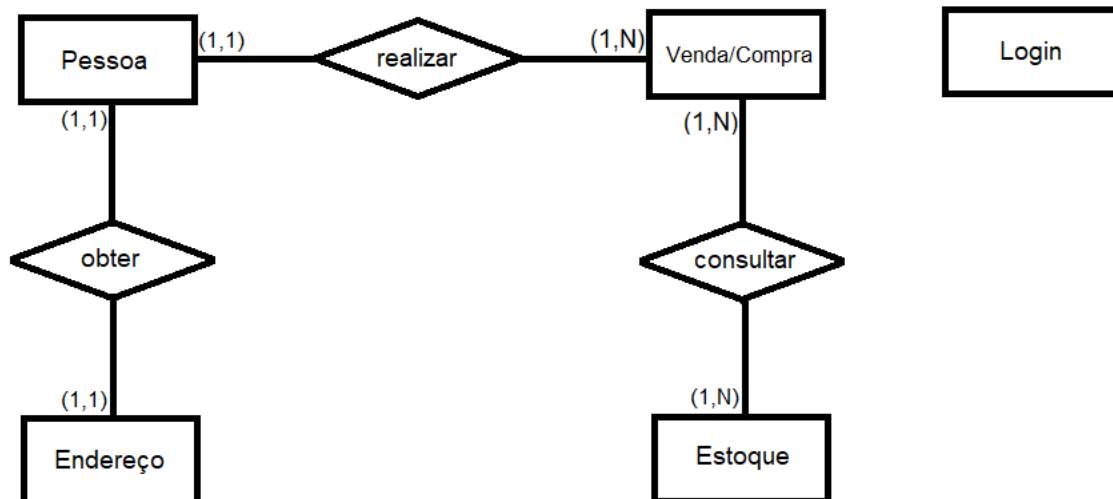 Pessoa
(1,1)
realizar
(1,N)
Venda/Compra
Login
(1,1)
(1,N)
obter
consultar
(1,1)
(1,N)
Endereço
Estoque